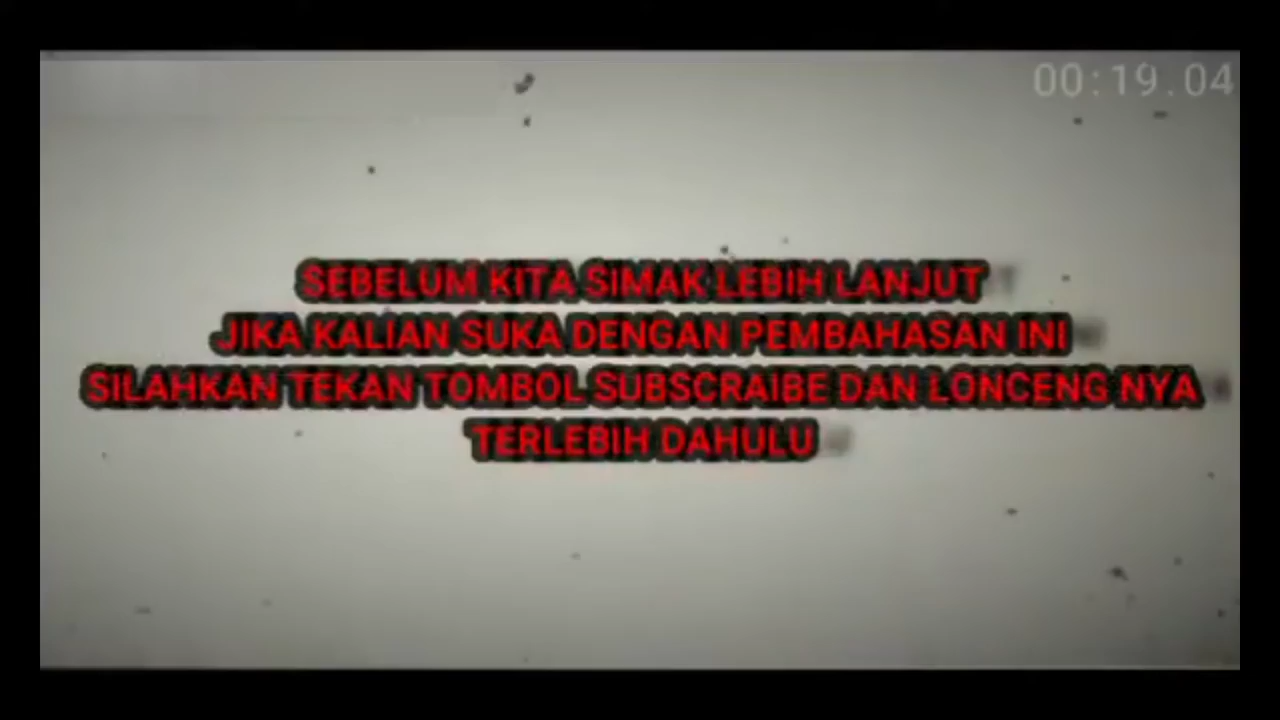 00:19.04
SEBELUM KITA SIMAK LEBIH LANJUT
JIKA KALIAN SUKA DENGAN PEMBAHASAN INI
SILAHKAN TEKAN TOMBOL SUBSCRAIBE DAN LONCENG NYA
TERLEBIH DAHULU